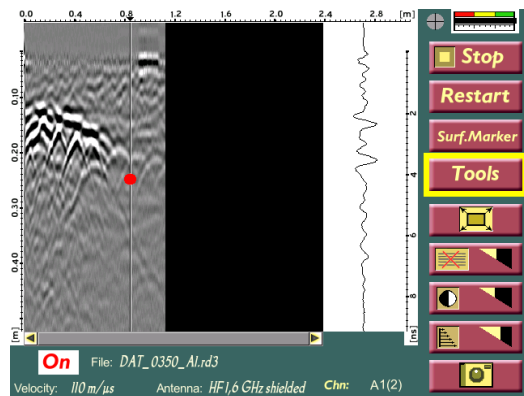 0.0 0.4 0.8 1.2 1.6 2.0 2.4 2.8 [m]
0.10
0.20
0.30
0.40
[m]
2
4
6
8
[ns]
Stop
Restart
Surf.Marker
Tools
On File: DAT_0350_A1.rd3
Velocity: 110 m/µs Antenna: HF1,6 GHz shielded Chn: A1(2)